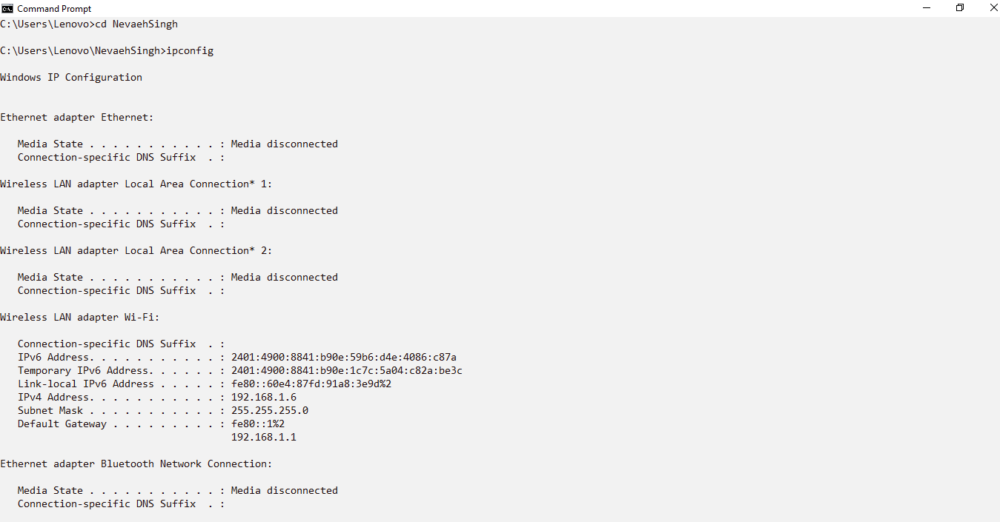 Command Prompt
C:\Users\Lenovo>cd NevaehSingh
C:\Users\Lenovo\NevaehSingh>ipconfig
Windows IP Configuration
Ethernet adapter Ethernet:
Media State . . . . . . . . . . . : Media disconnected
Connection-specific DNS Suffix  . :
Wireless LAN adapter Local Area Connection* 1:
Media State . . . . . . . . . . . : Media disconnected
Connection-specific DNS Suffix  . :
Wireless LAN adapter Local Area Connection* 2:
Media State . . . . . . . . . . . : Media disconnected
Connection-specific DNS Suffix  . :
Wireless LAN adapter Wi-Fi:
Connection-specific DNS Suffix  . :
IPv6 Address. . . . . . . . . . . : 2401:4900:8841:b90e:59b6:d4e:4086:c87a
Temporary IPv6 Address. . . . . . : 2401:4900:8841:b90e:1c7c:5a04:c82a:be3c
Link-local IPv6 Address . . . . . : fe80::60e4:87fd:91a8:3e9d%2
IPv4 Address. . . . . . . . . . . : 192.168.1.6
Subnet Mask . . . . . . . . . . . : 255.255.255.0
Default Gateway . . . . . . . . . : fe80::1%2
192.168.1.1
Ethernet adapter Bluetooth Network Connection:
Media State . . . . . . . . . . . : Media disconnected
Connection-specific DNS Suffix  . :